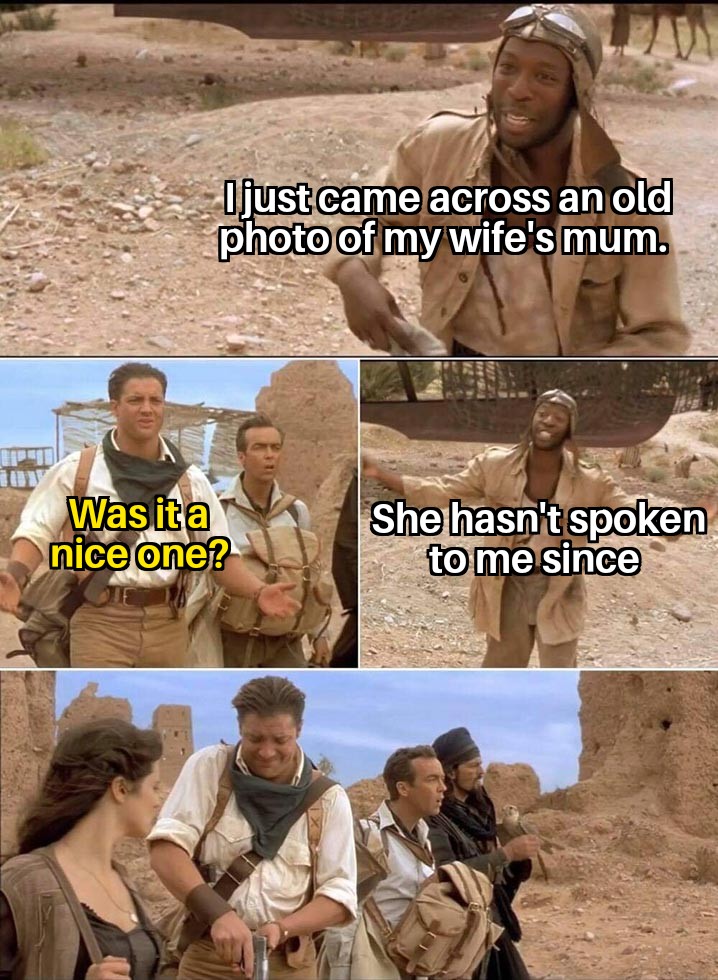 I just came across an old
photo of my wife's mum.
Was it a
nice one?
She hasn't spoken
to me since